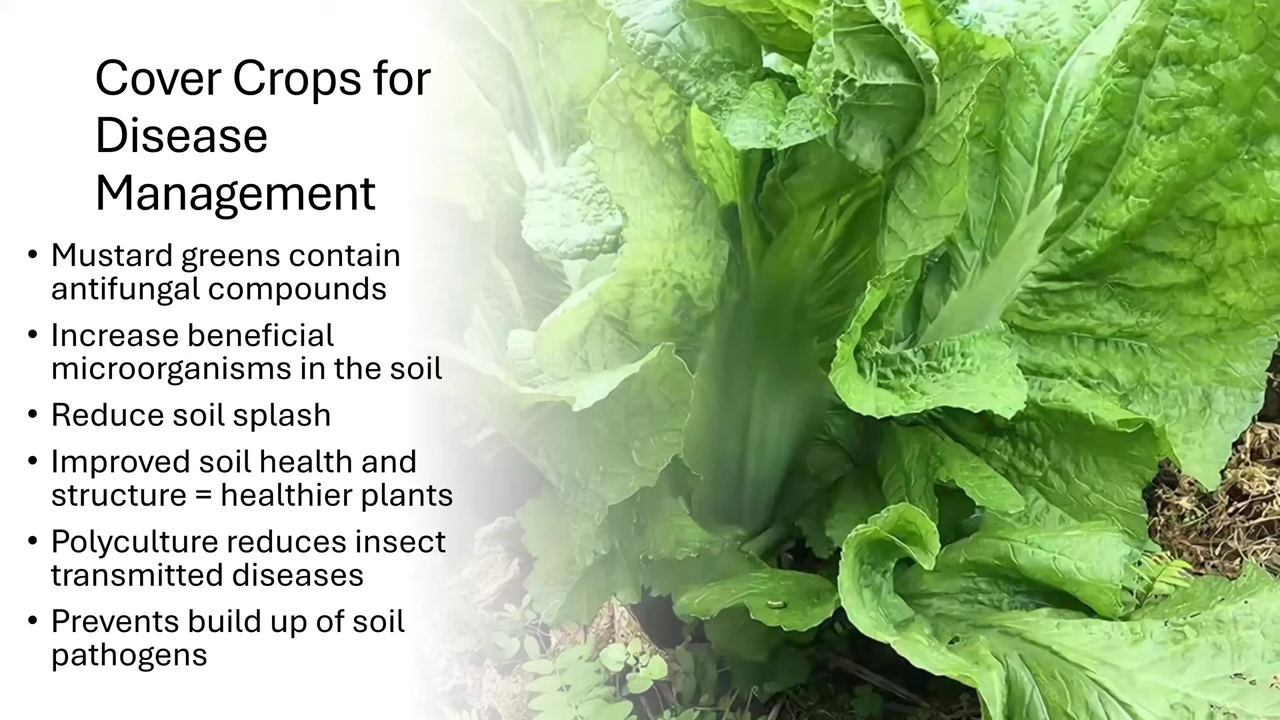 Cover Crops for
Disease
Management
• Mustard greens contain
antifungal compounds
• Increase beneficial
microorganisms in the soil
• Reduce soil splash
• Improved soil health and
structure = healthier plants
• Polyculture reduces insect
transmitted diseases
• Prevents build up of soil
pathogens